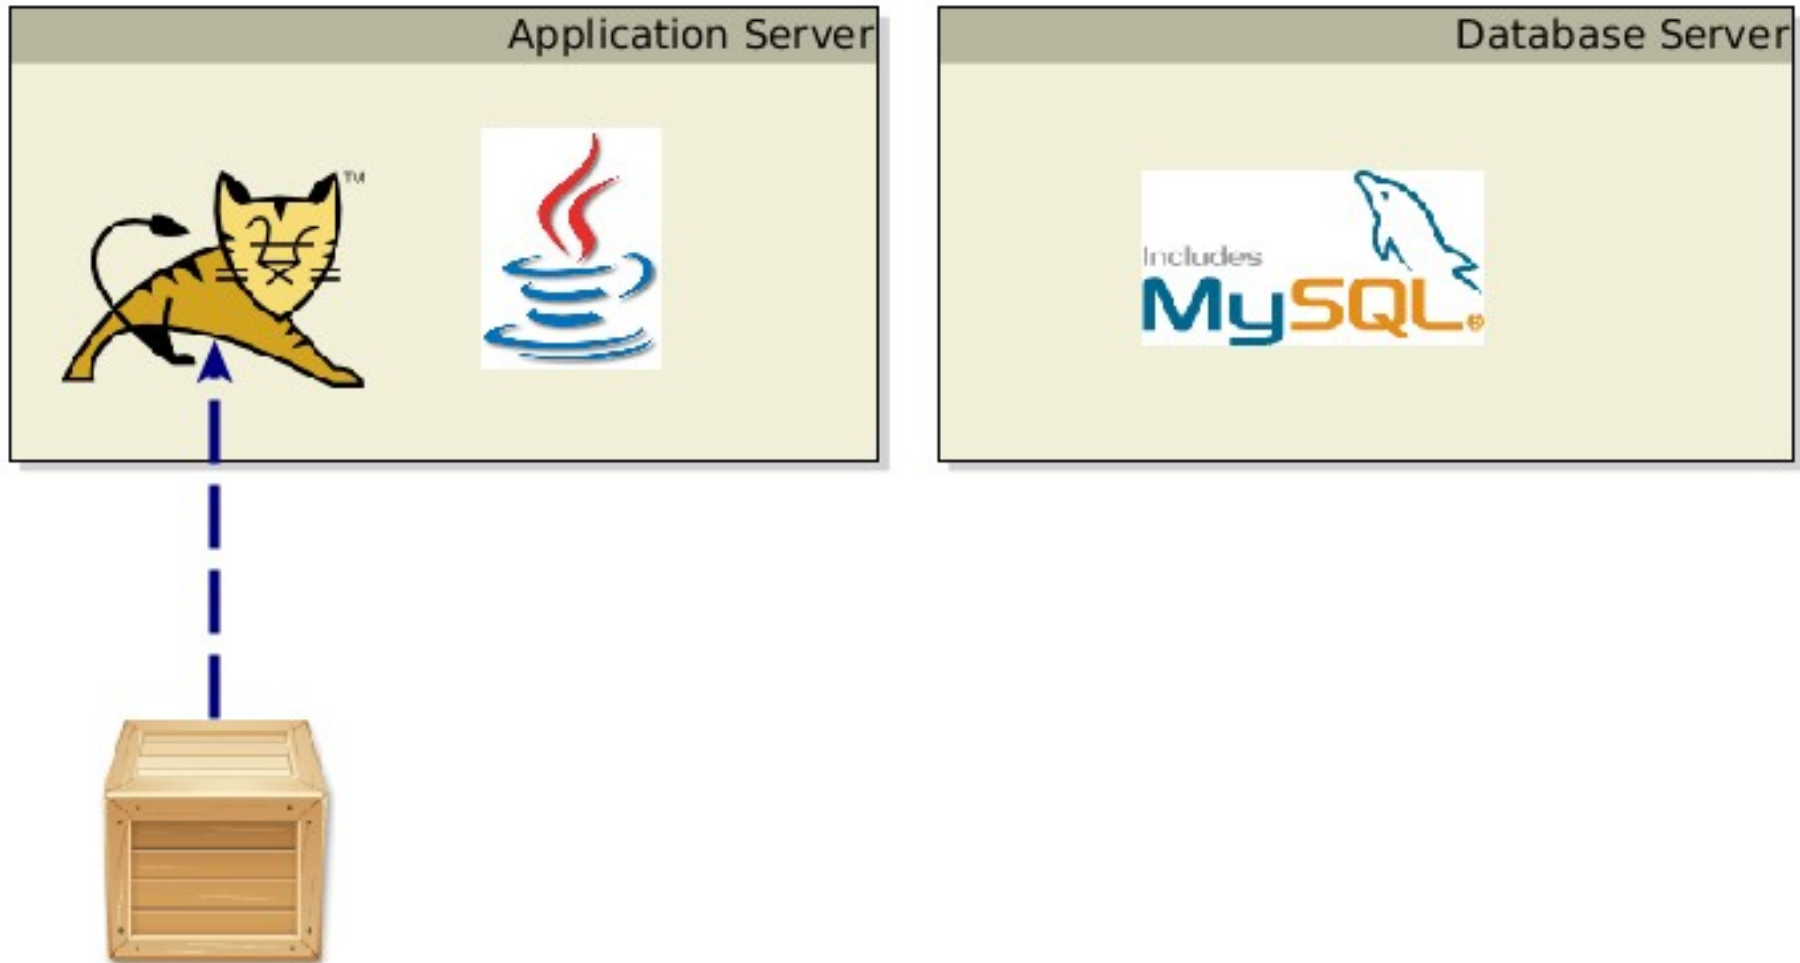 Application Server
Database Server
TM
Includes
MySQL®